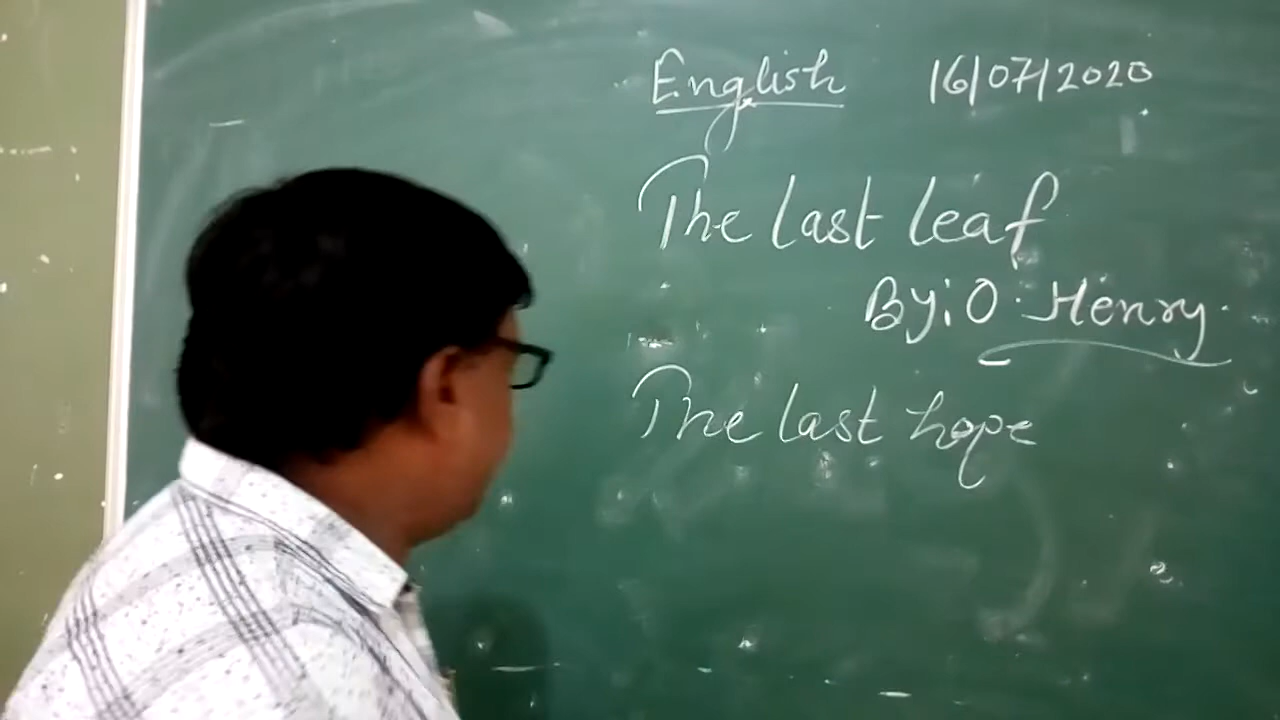 English 16/07/2020
The last leaf
By: O. Henry.
The last hope